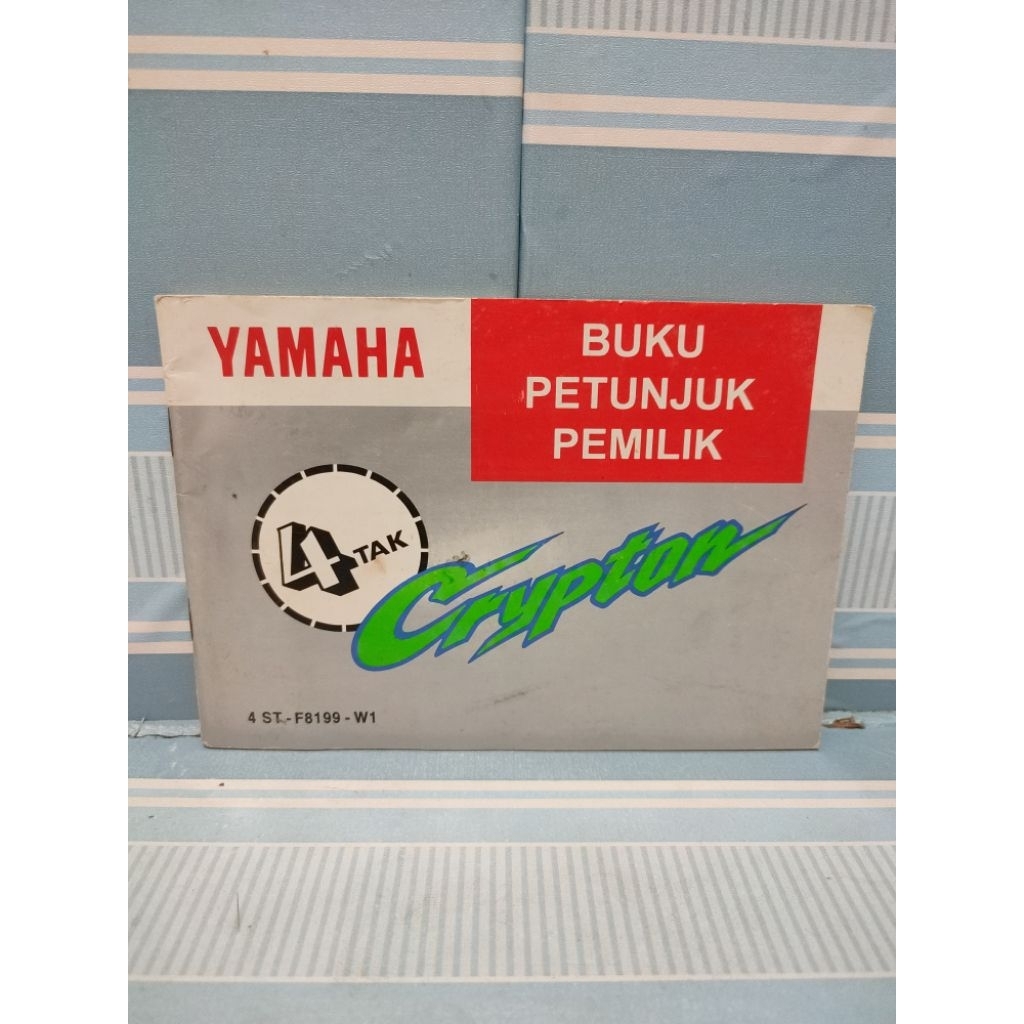 YAMAHA
BUKU
PETUNJUK
PEMILIK
4 TAK
Crypton
4 ST - F8199 - W1